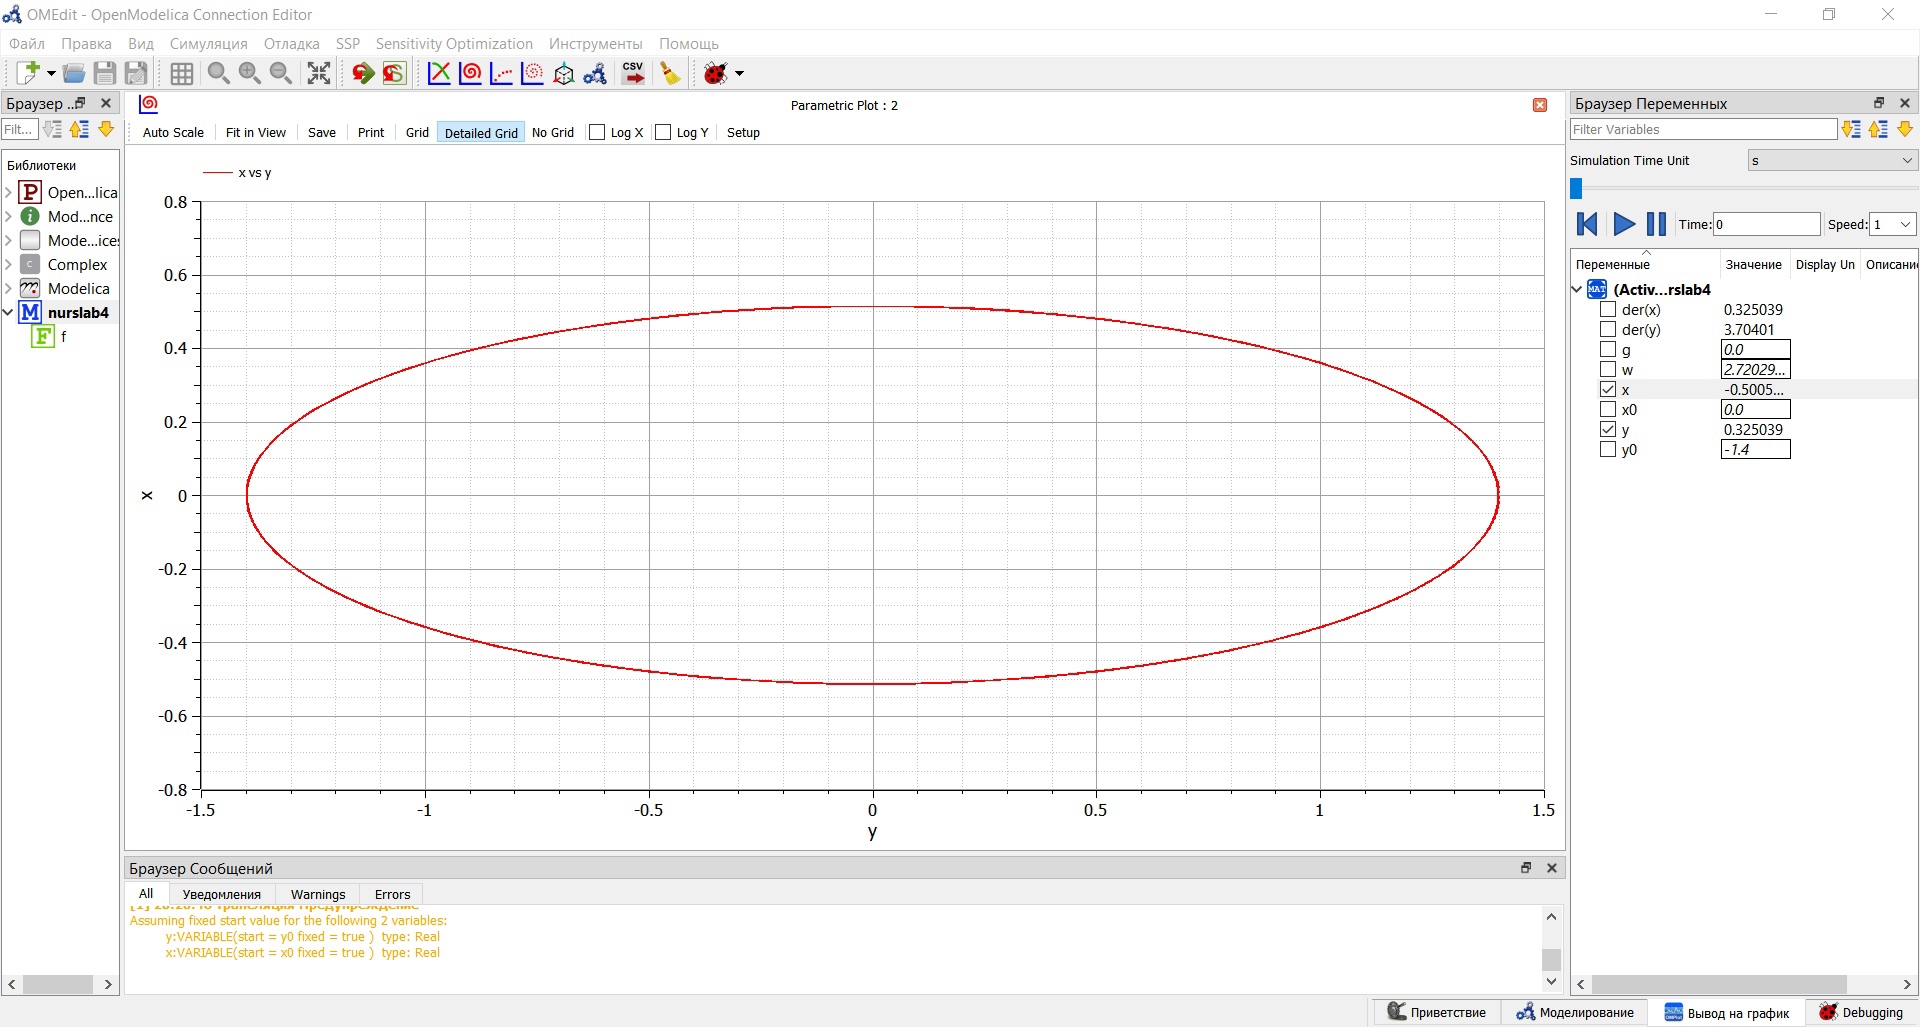 OMEdit - OpenModelica Connection Editor
Файл Правка Вид Симуляция Отладка SSP Sensitivity Optimization Инструменты Помощь
CSV
Браузер ..
Filt...
Библиотеки
P Open...lica
i Mod...nce
Mode...ices
C Complex
Modelica
M nurslab4
F f
Parametric Plot : 2
Auto Scale Fit in View Save Print Grid Detailed Grid No Grid Log X Log Y Setup
x vs y
0.8
0.6
0.4
0.2
0
-0.2
-0.4
-0.6
-0.8
x
-1.5 -1 -0.5 0 0.5 1 1.5
y
Браузер Сообщений
All Уведомления Warnings Errors
Assuming fixed start value for the following 2 variables:
y:VARIABLE(start = y0 fixed = true ) type: Real
x:VARIABLE(start = x0 fixed = true ) type: Real
Браузер Переменных
Filter Variables
Simulation Time Unit s
Time: 0 Speed: 1
Переменные Значение Display Un Описани
MAT (Activ...rslab4
der(x) 0.325039
der(y) 3.70401
g 0.0
w 2.72029...
x -0.5005...
x0 0.0
y 0.325039
y0 -1.4
Приветствие Моделирование Вывод на график Debugging